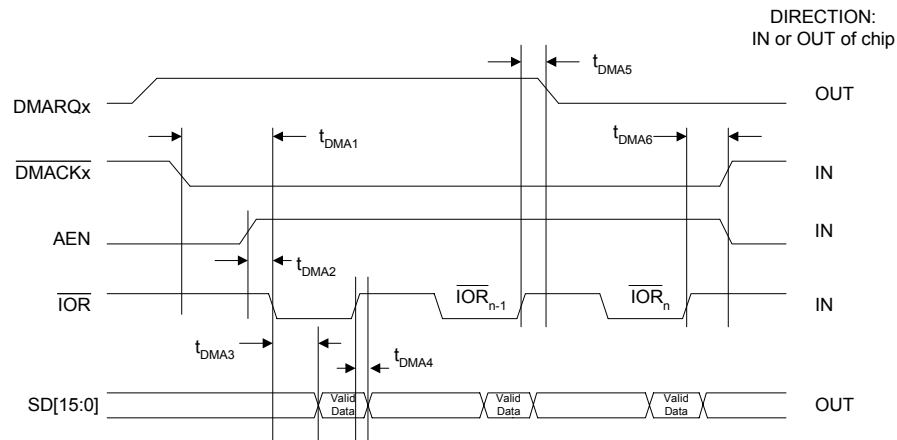 DIRECTION:
IN or OUT of chip
DMARQx
tDMA5
OUT
tDMA1
tDMA6
DMACKx
IN
AEN
IN
tDMA2
IOR
IORn-1
IORn
IN
tDMA3
tDMA4
SD[15:0]
Valid
Data
Valid
Data
Valid
Data
OUT